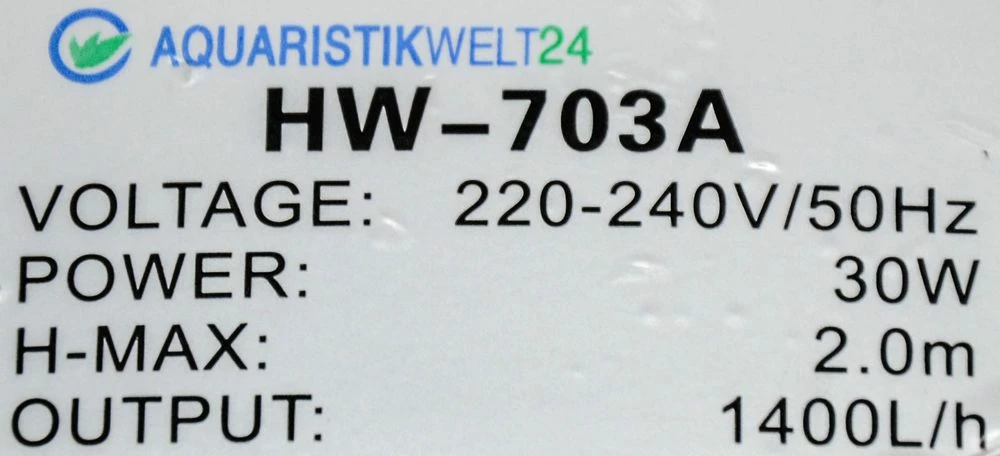 AQUARISTIKWELT24
HW-703A
VOLTAGE: 220-240V/50Hz
POWER: 30W
H-MAX: 2.0m
OUTPUT: 1400L/h